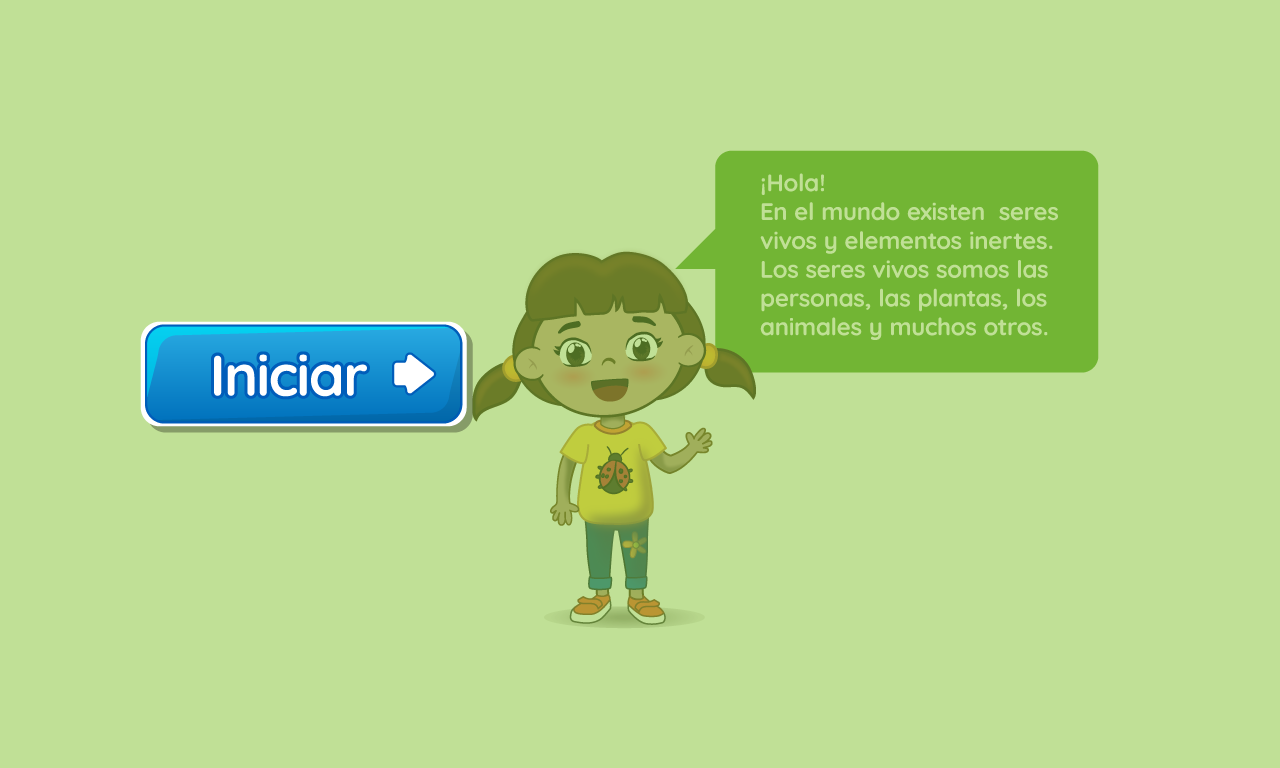 ¡Hola!
En el mundo existen  seres
vivos y elementos inertes.
Los seres vivos somos las
personas, las plantas, los
animales y muchos otros.
Iniciar